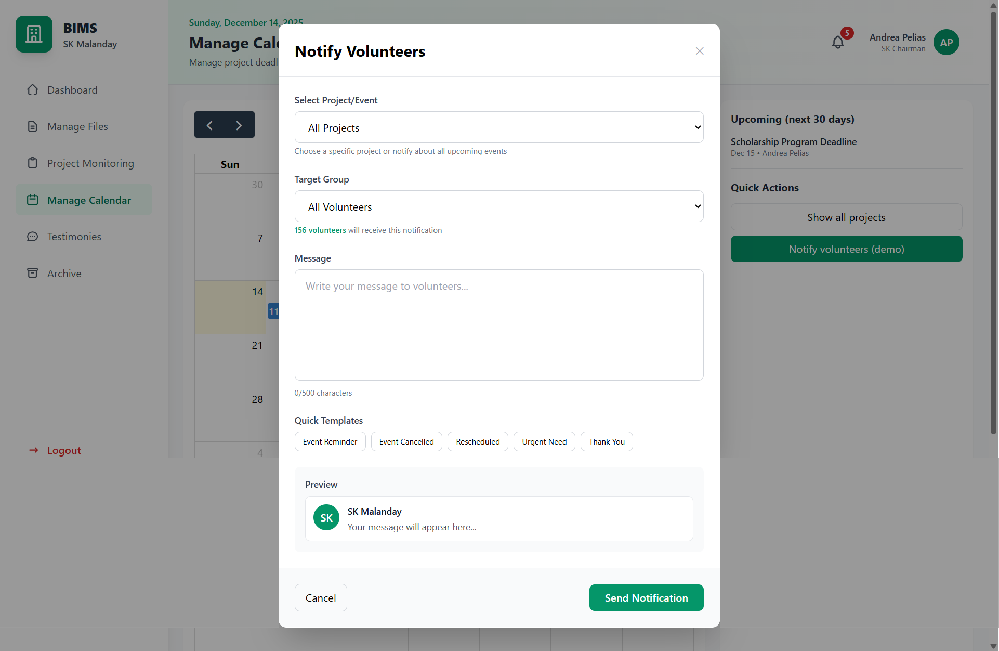 BIMS
SK Malanday
Dashboard
Manage Files
Project Monitoring
Manage Calendar
Testimonies
Archive
Logout
Sunday, December 14, 2025
Manage Cal
Manage project deadl
5
Andrea Pelias
SK Chairman
AP
Sun
30
7
14
11
21
28
4
Notify Volunteers
Select Project/Event
All Projects
Choose a specific project or notify about all upcoming events
Target Group
All Volunteers
156 volunteers will receive this notification
Message
Write your message to volunteers...
0/500 characters
Quick Templates
Event Reminder
Event Cancelled
Rescheduled
Urgent Need
Thank You
Preview
SK
SK Malanday
Your message will appear here...
Cancel
Send Notification
Upcoming (next 30 days)
Scholarship Program Deadline
Dec 15 • Andrea Pelias
Quick Actions
Show all projects
Notify volunteers (demo)